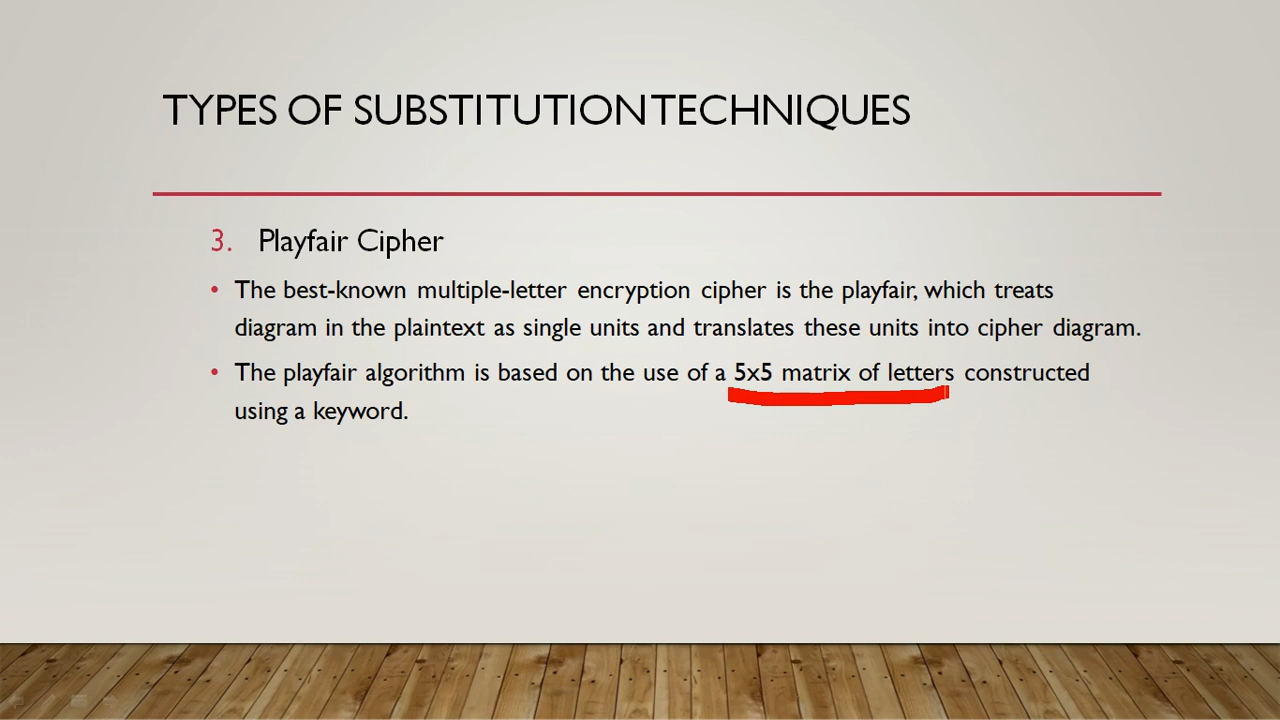 TYPES OF SUBSTITUTION TECHNIQUES
3. Playfair Cipher
• The best-known multiple-letter encryption cipher is the playfair, which treats
diagram in the plaintext as single units and translates these units into cipher diagram.
• The playfair algorithm is based on the use of a 5x5 matrix of letters constructed
using a keyword.